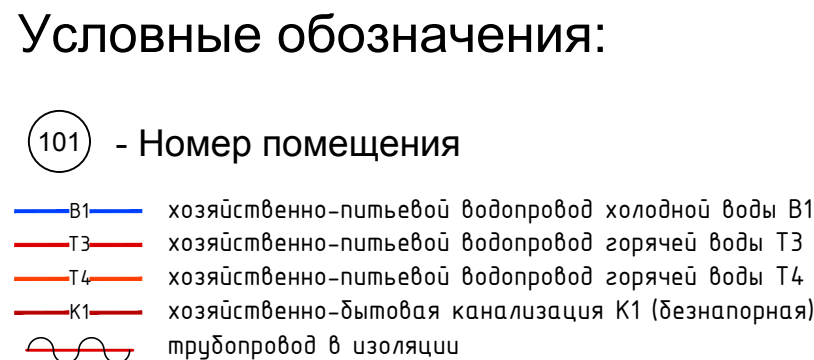 Условные обозначения:
101 - Номер помещения
В1 хозяйственно-питьевой водопровод холодной воды В1
Т3 хозяйственно-питьевой водопровод горячей воды Т3
Т4 хозяйственно-питьевой водопровод горячей воды Т4
К1 хозяйственно-бытовая канализация К1 (безнапорная)
трубопровод в изоляции